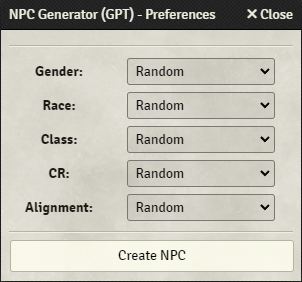 NPC Generator (GPT) - Preferences ✕ Close
Gender: Random
Race: Random
Class: Random
CR: Random
Alignment: Random
Create NPC